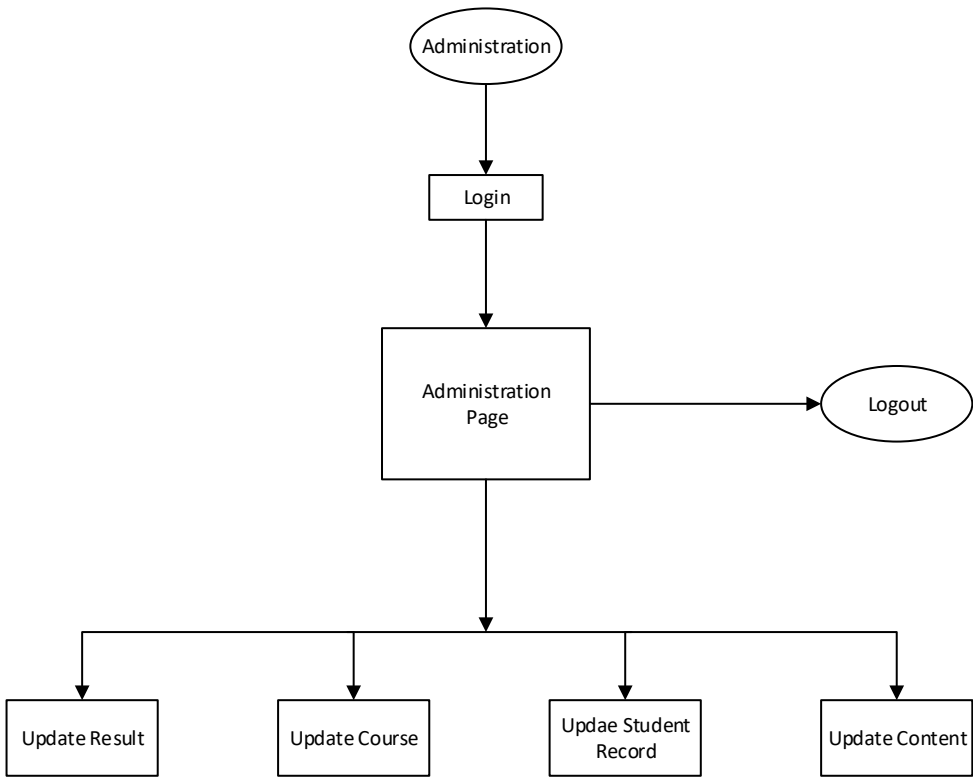 Administration
Login
Administration
Page
Logout
Update Result
Update Course
Updae Student
Record
Update Content